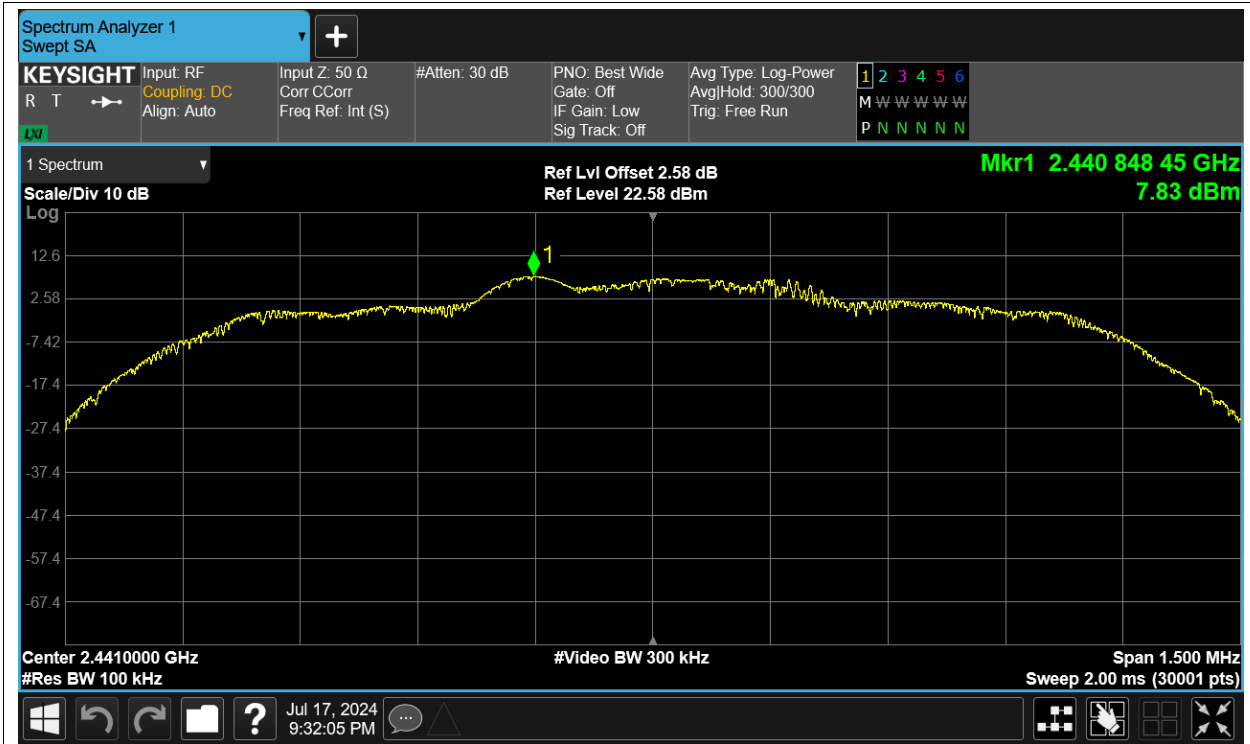 Spectrum Analyzer 1
Swept SA
KEYSIGHT
R T
LXI
Input: RF
Coupling: DC
Align: Auto
Input Z: 50 Ω
Corr CCorr
Freq Ref: Int (S)
#Atten: 30 dB
PNO: Best Wide
Gate: Off
IF Gain: Low
Sig Track: Off
Avg Type: Log-Power
Avg|Hold: 300/300
Trig: Free Run
1 2 3 4 5 6
M W W W W W
P N N N N N
1 Spectrum
Scale/Div 10 dB
Log
Ref Lvl Offset 2.58 dB
Ref Level 22.58 dBm
Mkr1 2.440 848 45 GHz
7.83 dBm
1
12.6
2.58
-7.42
-17.4
-27.4
-37.4
-47.4
-57.4
-67.4
Center 2.4410000 GHz
#Res BW 100 kHz
#Video BW 300 kHz
Span 1.500 MHz
Sweep 2.00 ms (30001 pts)
?
Jul 17, 2024
9:32:05 PM